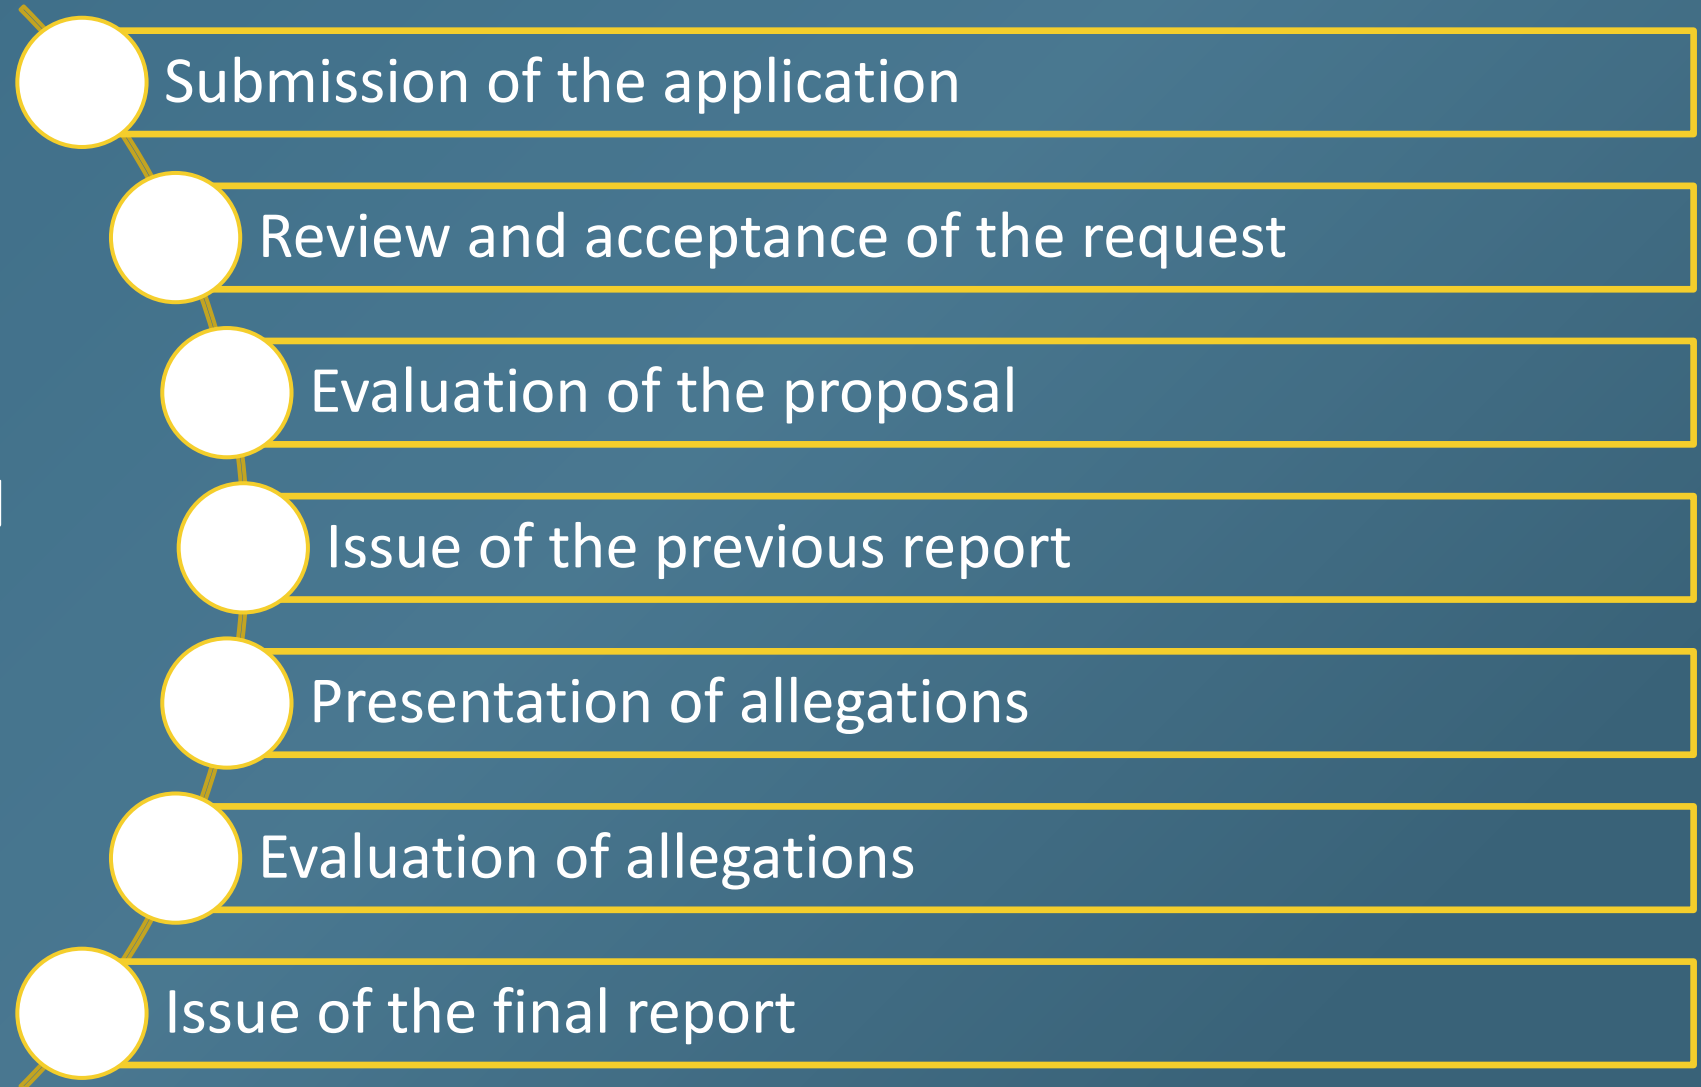 Submission of the application
Review and acceptance of the request
Evaluation of the proposal
Issue of the previous report
Presentation of allegations
Evaluation of allegations
Issue of the final report